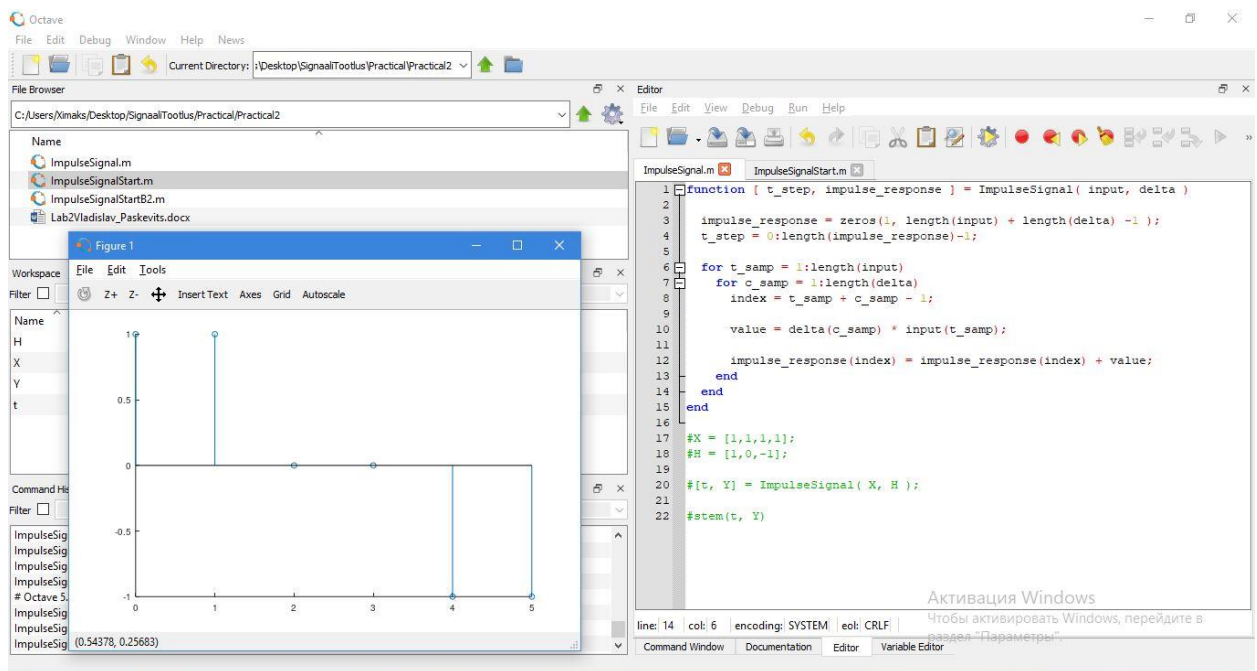 Octave
File Edit Debug Window Help News
Current Directory: :\Desktop\SignaaliTootlus\Practical\Practical2
File Browser
C:/Users/Ximaks/Desktop/SignaaliTootlus/Practical/Practical2
Name
ImpulseSignal.m
ImpulseSignalStart.m
ImpulseSignalStartB2.m
Lab2Vladislav_Paskevits.docx
Workspace
Filter
Name
H
X
Y
t
Command His
Filter
ImpulseSig
ImpulseSig
ImpulseSig
ImpulseSig
# Octave 5.
ImpulseSig
ImpulseSig
ImpulseSig
Figure 1
File Edit Tools
Z+ Z- Insert Text Axes Grid Autoscale
1
0.5
0
-0.5
-1
0 1 2 3 4 5
(0.54378, 0.25683)
Editor
File Edit View Debug Run Help
ImpulseSignal.m ImpulseSignalStart.m
1 function [ t_step, impulse_response ] = ImpulseSignal( input, delta )
2
3 impulse_response = zeros(1, length(input) + length(delta) -1 );
4 t_step = 0:length(impulse_response)-1;
5
6 for t_samp = 1:length(input)
7 for c_samp = 1:length(delta)
8 index = t_samp + c_samp - 1;
9
10 value = delta(c_samp) * input(t_samp);
11
12 impulse_response(index) = impulse_response(index) + value;
13 end
14 end
15 end
16
17 #X = [1,1,1,1];
18 #H = [1,0,-1];
19
20 #[t, Y] = ImpulseSignal( X, H );
21
22 #stem(t, Y)
Активация Windows
Чтобы активировать Windows, перейдите в
раздел "Параметры".
line: 14 col: 6 encoding: SYSTEM eol: CRLF
Command Window Documentation Editor Variable Editor